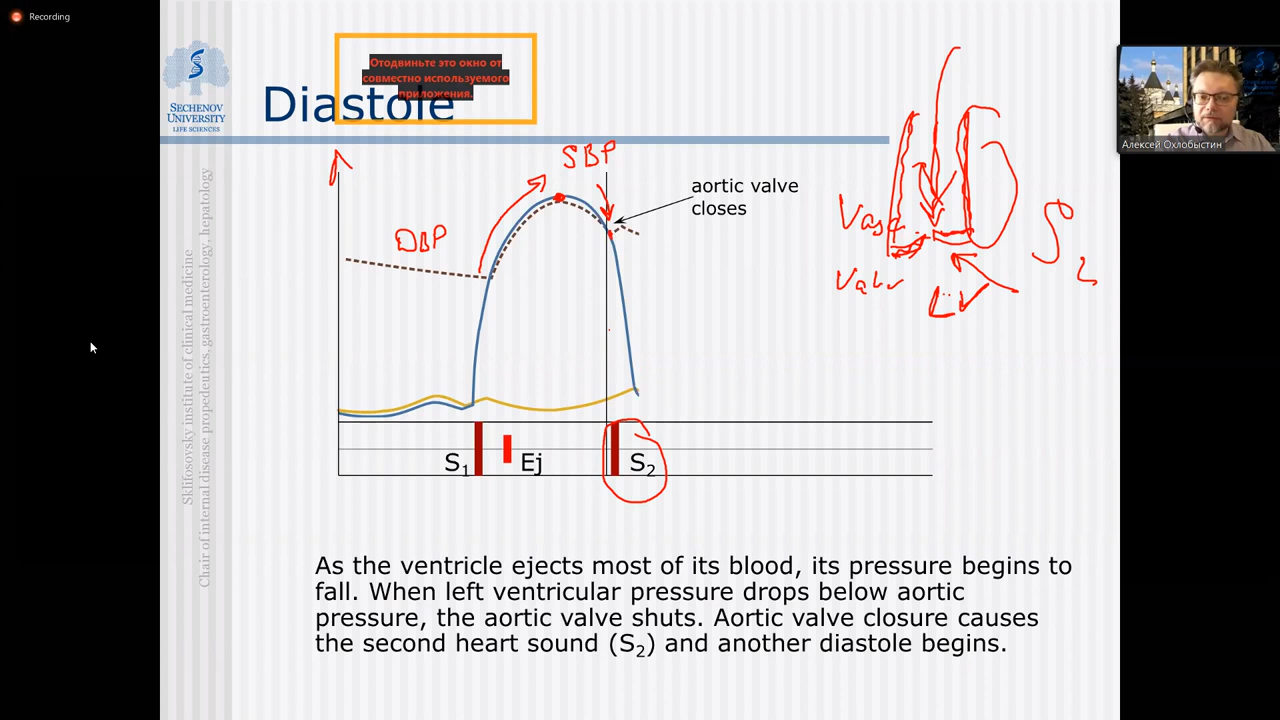 Recording
SECHENOV
UNIVERSITY
LIFE SCIENCES
Отодвиньте это окно от
совместно используемого
приложения.
Diastole
Алексей Охлобыстин
Sklifosovsky institute of clinical medicine
Chair of internal disease propedeutics, gastroenterology, hepatology
SBP
aortic valve
closes
DBP
LV
S2
S₁
Ej
S₂
As the ventricle ejects most of its blood, its pressure begins to
fall. When left ventricular pressure drops below aortic
pressure, the aortic valve shuts. Aortic valve closure causes
the second heart sound (S₂) and another diastole begins.